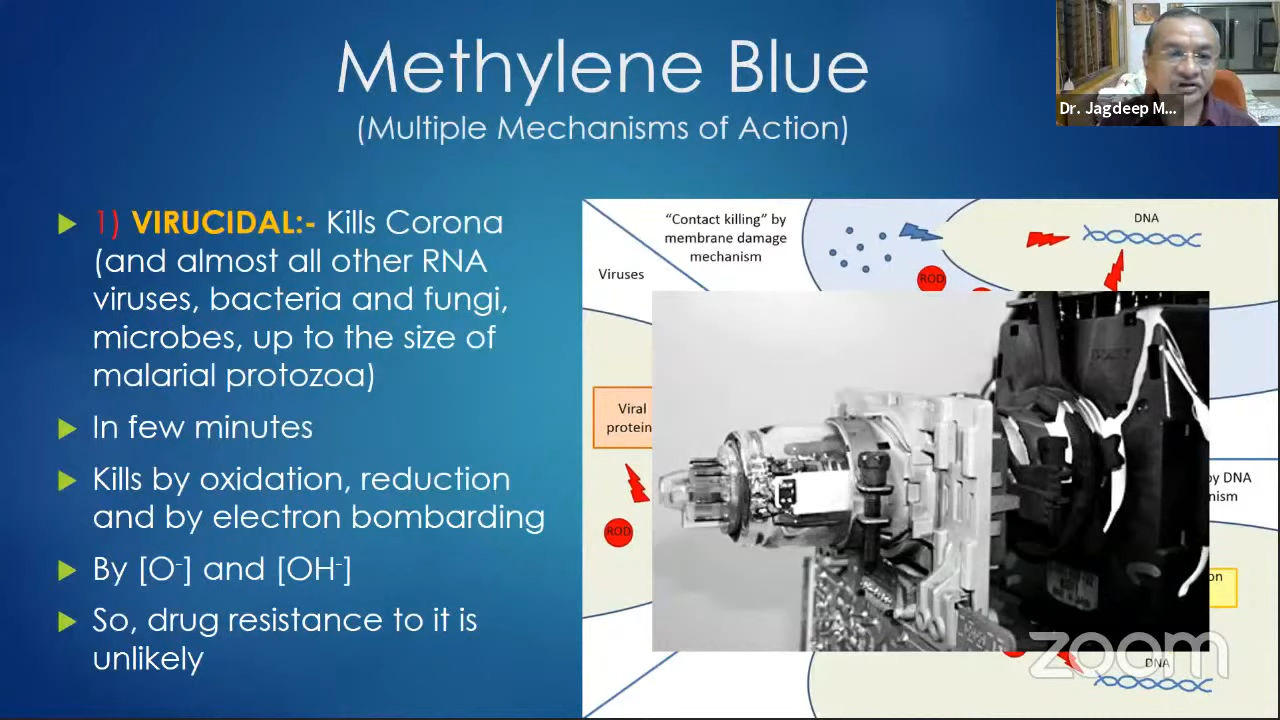 Methylene Blue
(Multiple Mechanisms of Action)
Dr. Jagdeep M...
1) VIRUCIDAL:- Kills Corona
(and almost all other RNA
viruses, bacteria and fungi,
microbes, up to the size of
malarial protozoa)
In few minutes
Kills by oxidation, reduction
and by electron bombarding
By [O-] and [OH-]
So, drug resistance to it is
unlikely
"Contact killing" by
membrane damage
mechanism
DNA
Viruses
ROD
Viral
protein
by DNA
ROD
DNA
zoom